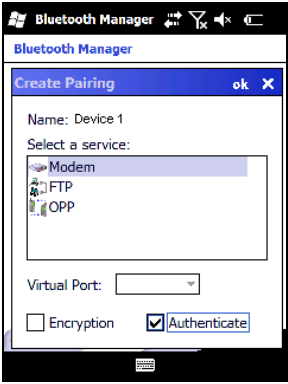 Bluetooth Manager
Bluetooth Manager
Create Pairing ok
Name: Device 1
Select a service:
Modem
FTP
OPP
Virtual Port:
Encryption Authenticate